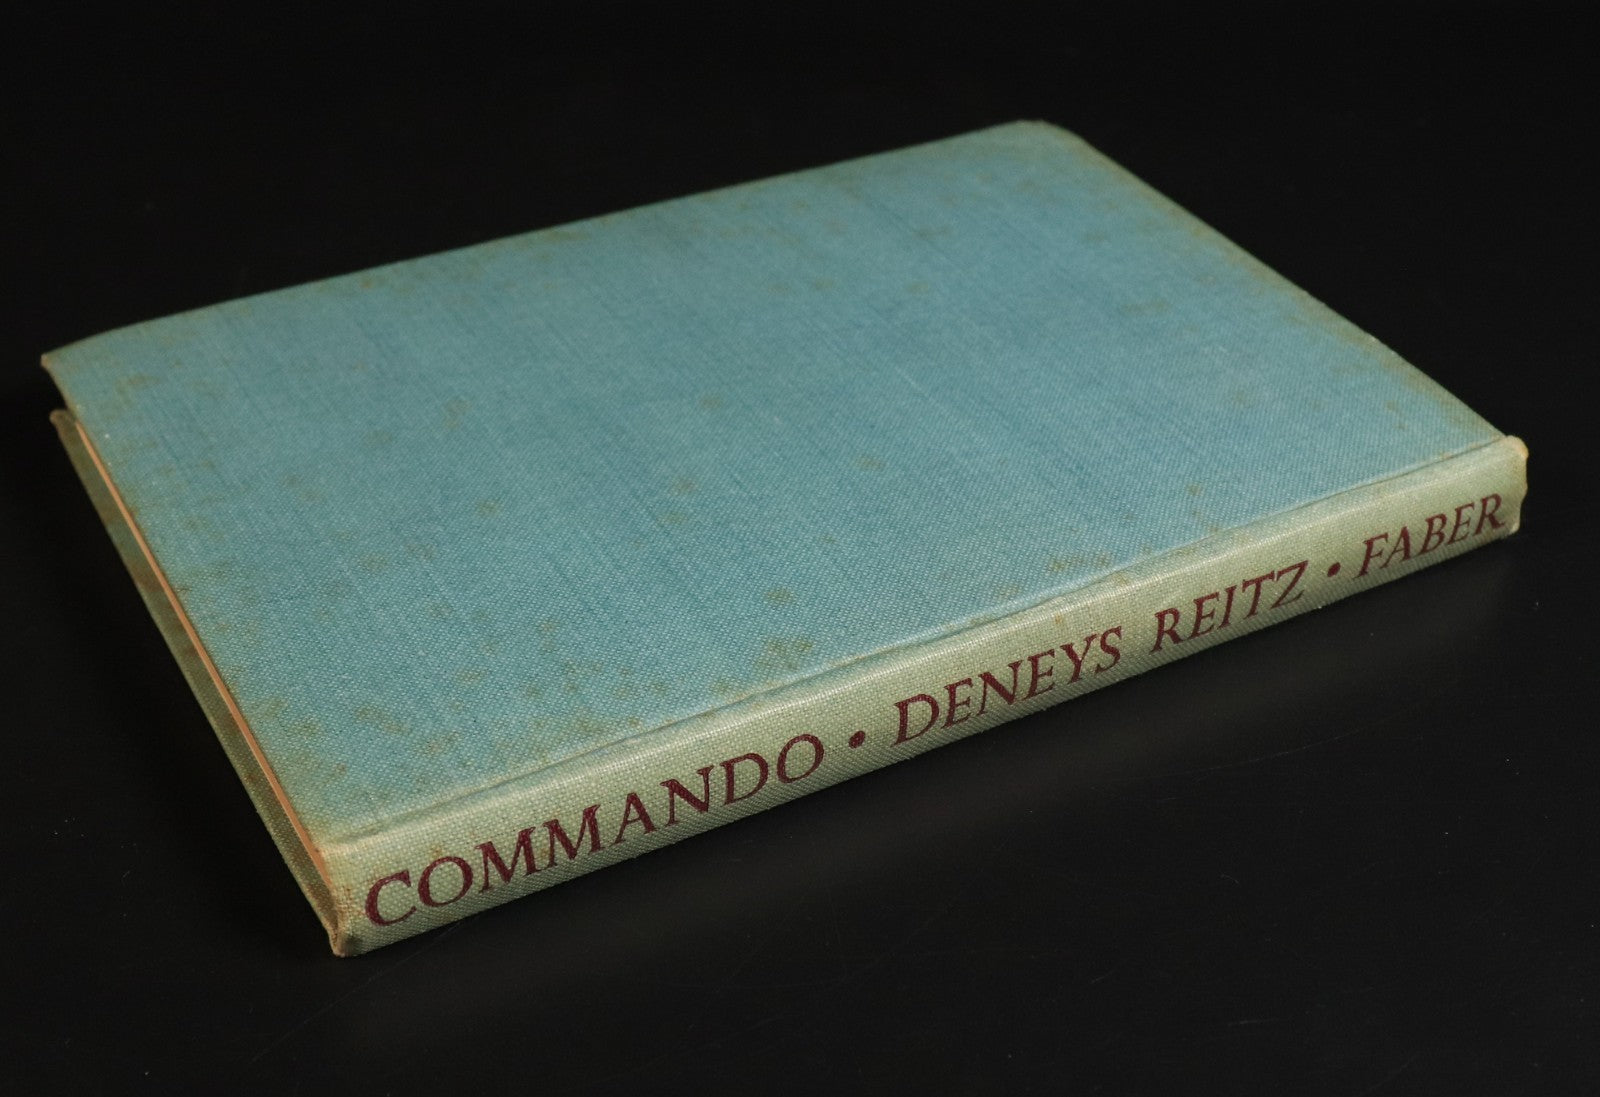 COMMANDO • DENEYS REITZ • FABER